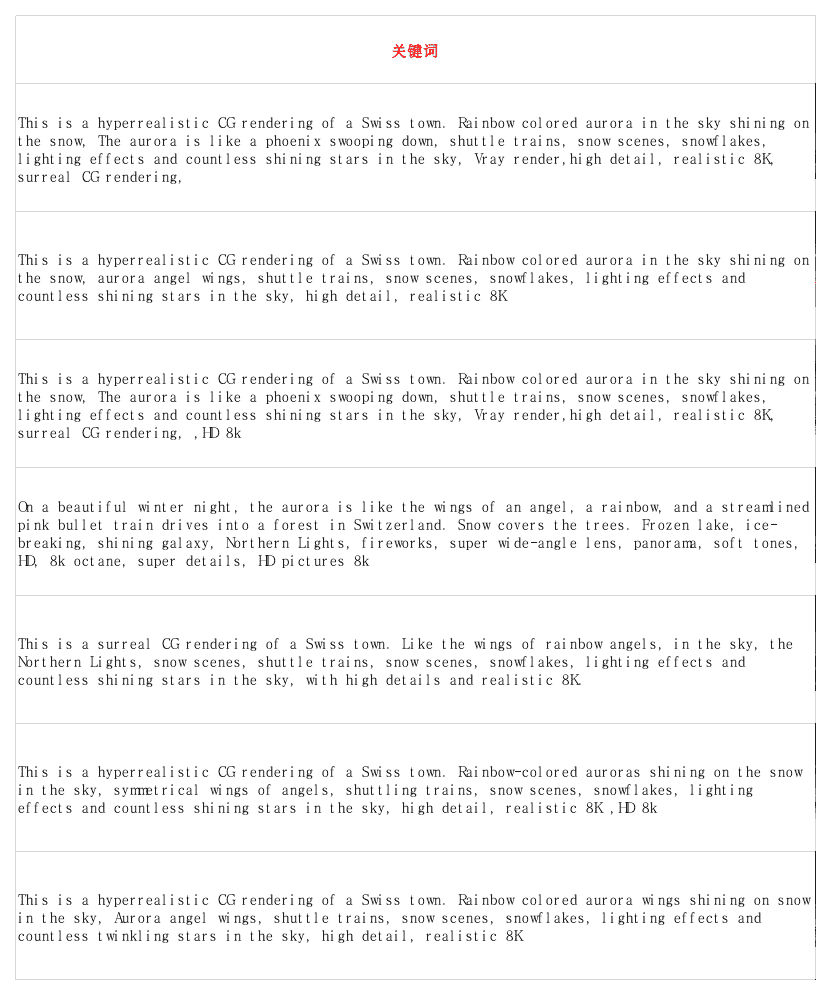 关键词
This is a hyperrealistic CG rendering of a Swiss town. Rainbow colored aurora in the sky shining on
the snow, The aurora is like a phoenix swooping down, shuttle trains, snow scenes, snowflakes,
lighting effects and countless shining stars in the sky, Vray render,high detail, realistic 8K,
surreal CG rendering,
This is a hyperrealistic CG rendering of a Swiss town. Rainbow colored aurora in the sky shining on
the snow, aurora angel wings, shuttle trains, snow scenes, snowflakes, lighting effects and
countless shining stars in the sky, high detail, realistic 8K
This is a hyperrealistic CG rendering of a Swiss town. Rainbow colored aurora in the sky shining on
the snow, The aurora is like a phoenix swooping down, shuttle trains, snow scenes, snowflakes,
lighting effects and countless shining stars in the sky, Vray render,high detail, realistic 8K,
surreal CG rendering, ,HD 8k
On a beautiful winter night, the aurora is like the wings of an angel, a rainbow, and a streamlined
pink bullet train drives into a forest in Switzerland. Snow covers the trees. Frozen lake, ice-
breaking, shining galaxy, Northern Lights, fireworks, super wide-angle lens, panorama, soft tones,
HD, 8k octane, super details, HD pictures 8k
This is a surreal CG rendering of a Swiss town. Like the wings of rainbow angels, in the sky, the
Northern Lights, snow scenes, shuttle trains, snow scenes, snowflakes, lighting effects and
countless shining stars in the sky, with high details and realistic 8K.
This is a hyperrealistic CG rendering of a Swiss town. Rainbow-colored auroras shining on the snow
in the sky, symmetrical wings of angels, shuttling trains, snow scenes, snowflakes, lighting
effects and countless shining stars in the sky, high detail, realistic 8K ,HD 8k
This is a hyperrealistic CG rendering of a Swiss town. Rainbow colored aurora wings shining on snow
in the sky, Aurora angel wings, shuttle trains, snow scenes, snowflakes, lighting effects and
countless twinkling stars in the sky, high detail, realistic 8K